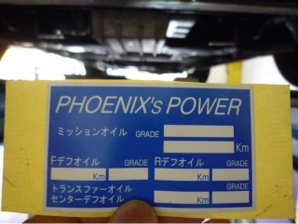 PHOENIX's POWER
ミッションオイル GRADE
Km
Fデフオイル GRADE Rデフオイル GRADE
Km Km
トランスファーオイル GRADE
センターデフオイル Km